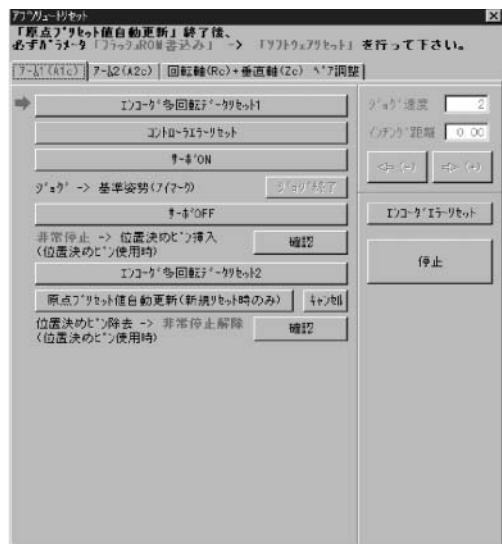 アブソリュートリセット
「原点プリセット値自動更新」終了後、
必ずパラメータ「フラッシュROM書込み」 -> 「ソフトウェアリセット」 を行って下さい。
アーム1(A1c) アーム2(A2c) 回転軸(Rc)+垂直軸(Zc) ペア調整
エンコーダ多回転データリセット1
コントローラエラーリセット
サーボON
ジョグ -> 基準姿勢(アイマーク) ジョグ終了
サーボOFF
非常停止 -> 位置決めピン挿入
(位置決めピン使用時) 確認
エンコーダ多回転データリセット2
原点プリセット値自動更新(新規リセット時のみ) キャンセル
位置決めピン除去 -> 非常停止解除
(位置決めピン使用時) 確認
ジョグ速度 2
インチング距離 0.00
(-) (+)
エンコーダエラーリセット
停止